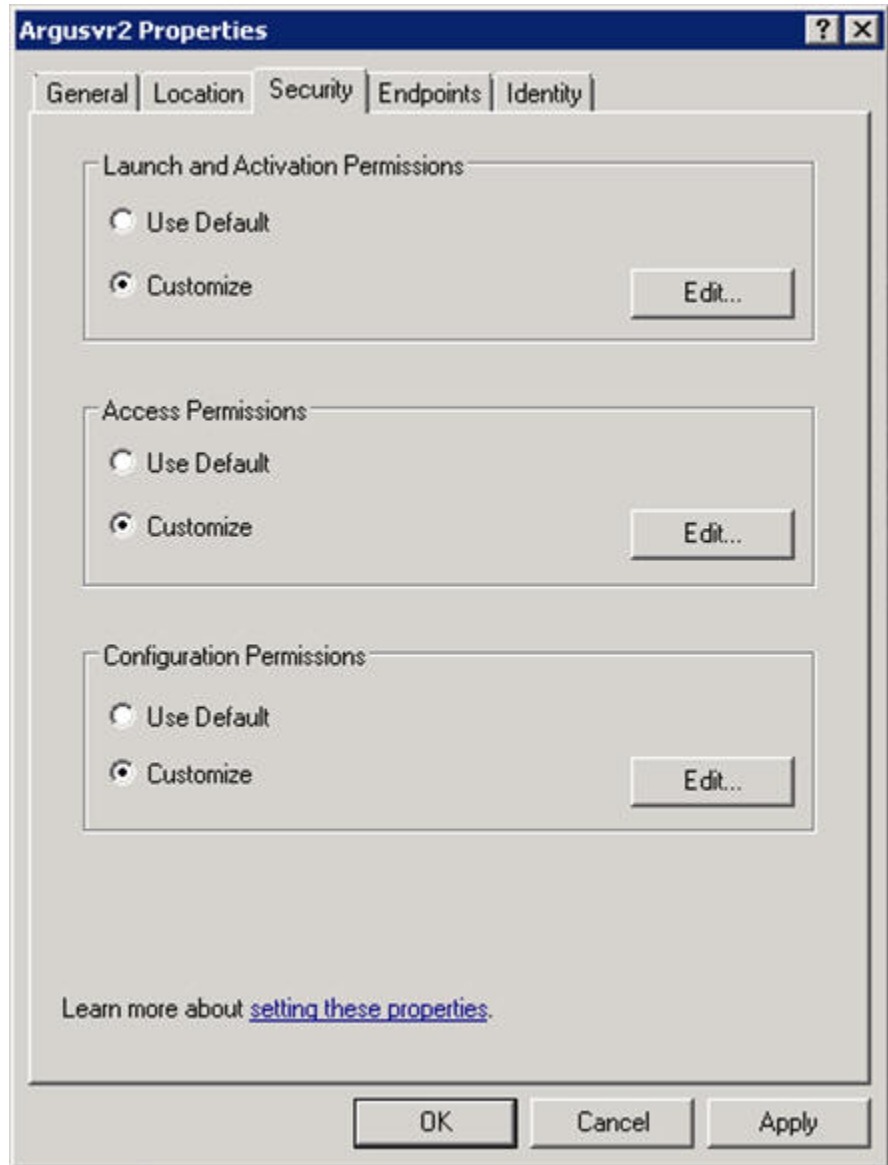 Argusvr2 Properties
General Location Security Endpoints Identity
Launch and Activation Permissions
Use Default
Customize
Edit...
Access Permissions
Use Default
Customize
Edit...
Configuration Permissions
Use Default
Customize
Edit...
Learn more about setting these properties.
OK Cancel Apply